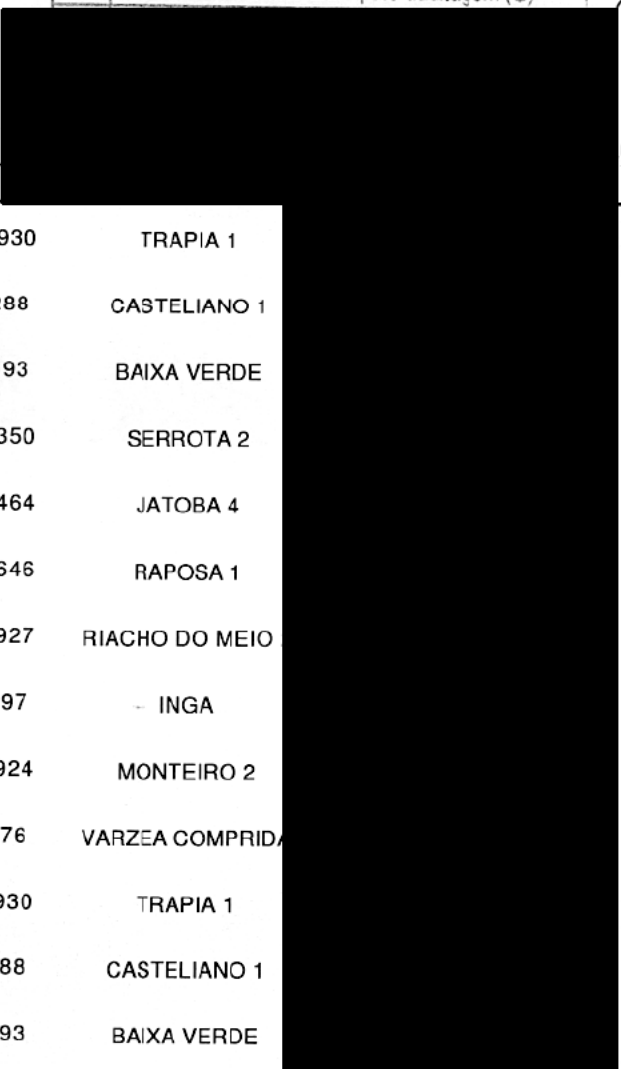 930 TRAPIA 1
288 CASTELIANO 1
93 BAIXA VERDE
350 SERROTA 2
464 JATOBA 4
646 RAPOSA 1
927 RIACHO DO MEIO
97 INGA
924 MONTEIRO 2
76 VARZEA COMPRIDA
930 TRAPIA 1
88 CASTELIANO 1
93 BAIXA VERDE